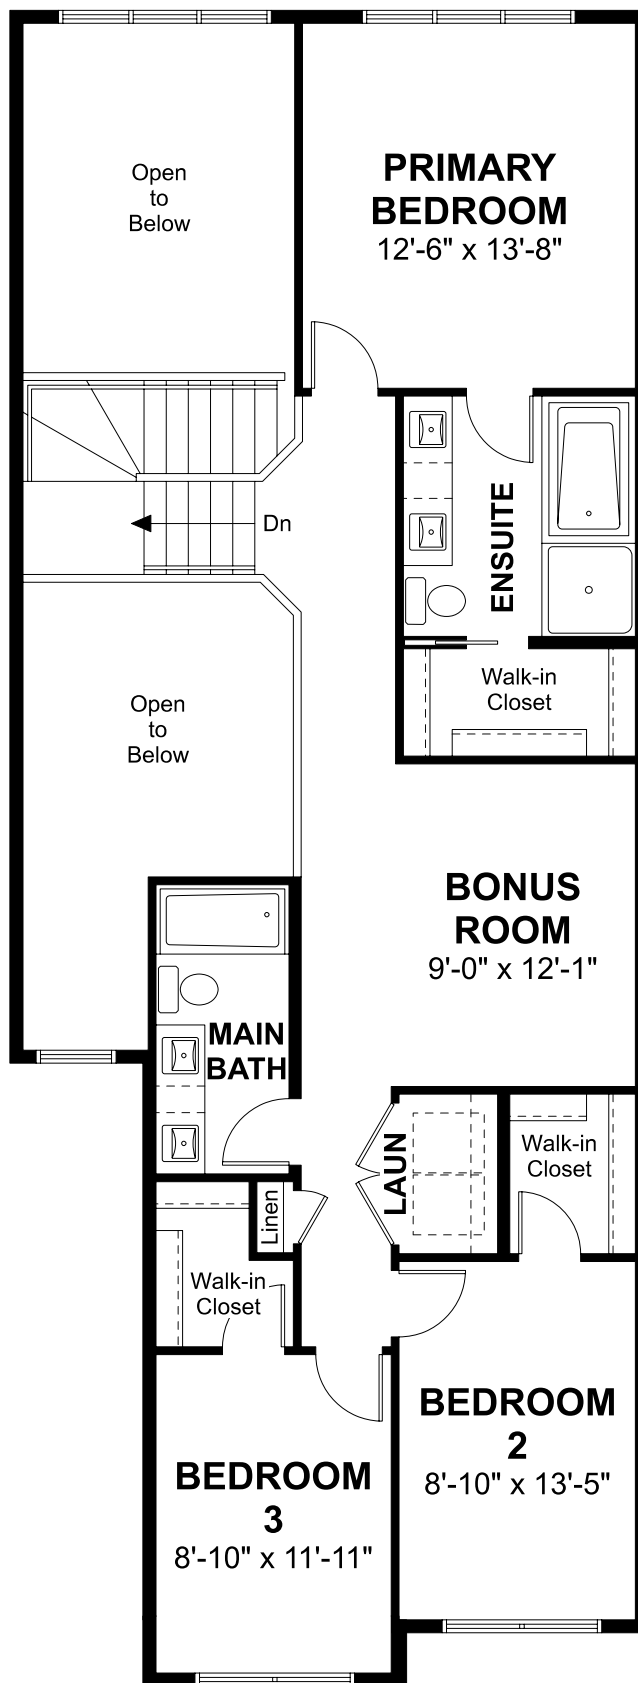 Open
to
Below
PRIMARY
BEDROOM
12'-6" x 13'-8"
Dn
ENSUITE
Walk-in
Closet
Open
to
Below
BONUS
ROOM
9'-0" x 12'-1"
MAIN
BATH
LAUN
Walk-in
Closet
Linen
Walk-in
Closet
BEDROOM
2
8'-10" x 13'-5"
BEDROOM
3
8'-10" x 11'-11"